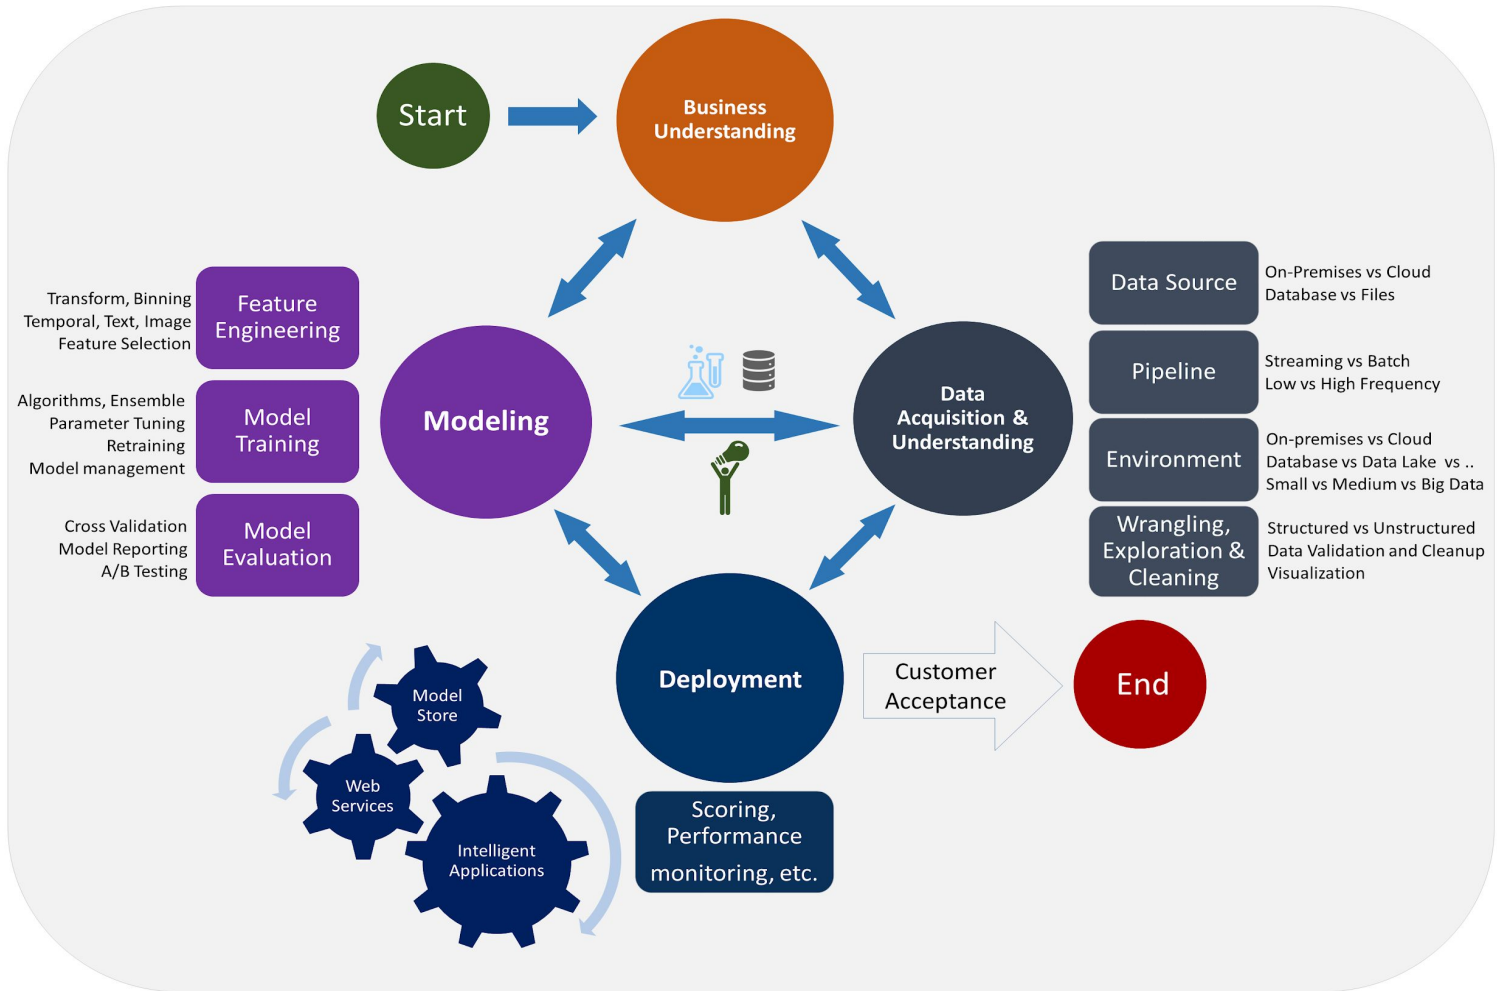 Start
Business
Understanding
Feature
Engineering
Transform, Binning
Temporal, Text, Image
Feature Selection
Model
Training
Algorithms, Ensemble
Parameter Tuning
Retraining
Model management
Model
Evaluation
Cross Validation
Model Reporting
A/B Testing
Modeling
Data
Acquisition &
Understanding
Data Source
On-Premises vs Cloud
Database vs Files
Pipeline
Streaming vs Batch
Low vs High Frequency
Environment
On-premises vs Cloud
Database vs Data Lake vs ..
Small vs Medium vs Big Data
Wrangling,
Exploration &
Cleaning
Structured vs Unstructured
Data Validation and Cleanup
Visualization
Deployment
Customer
Acceptance
End
Model
Store
Web
Services
Intelligent
Applications
Scoring,
Performance
monitoring, etc.